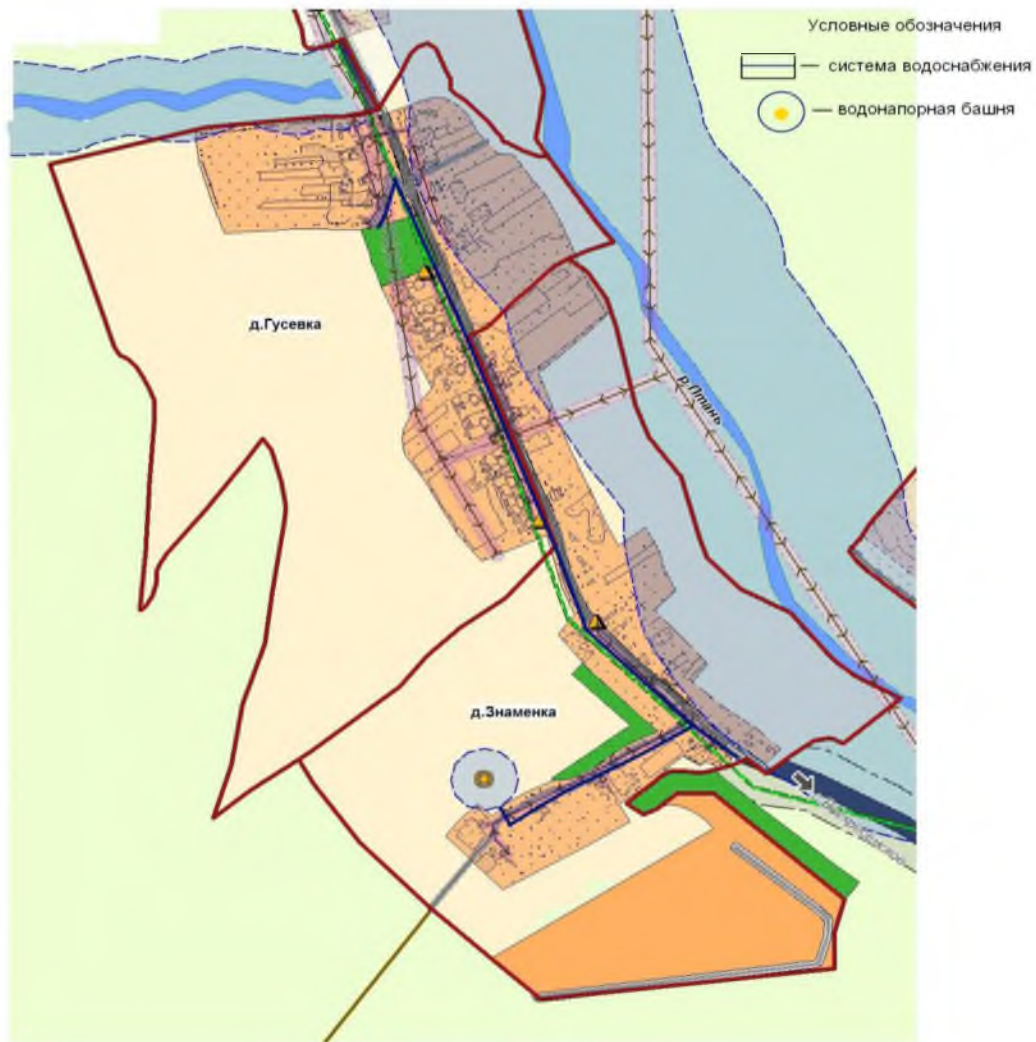 Условные обозначения
— система водоснабжения
— водонапорная башня
д.Гусевка
р.Птань
д.Знаменка